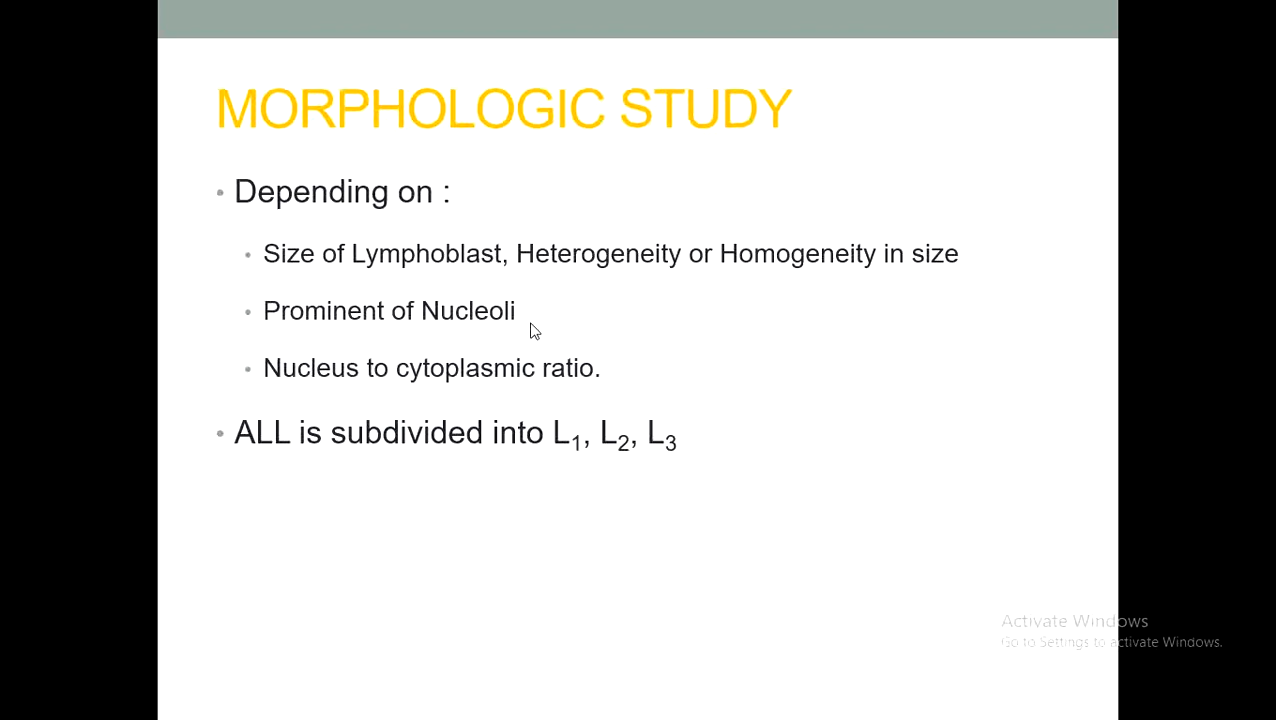 MORPHOLOGIC STUDY
• Depending on :
• Size of Lymphoblast, Heterogeneity or Homogeneity in size
• Prominent of Nucleoli
• Nucleus to cytoplasmic ratio.
• ALL is subdivided into L₁, L₂, L₃
Activate Windows
Go to Settings to activate Windows.